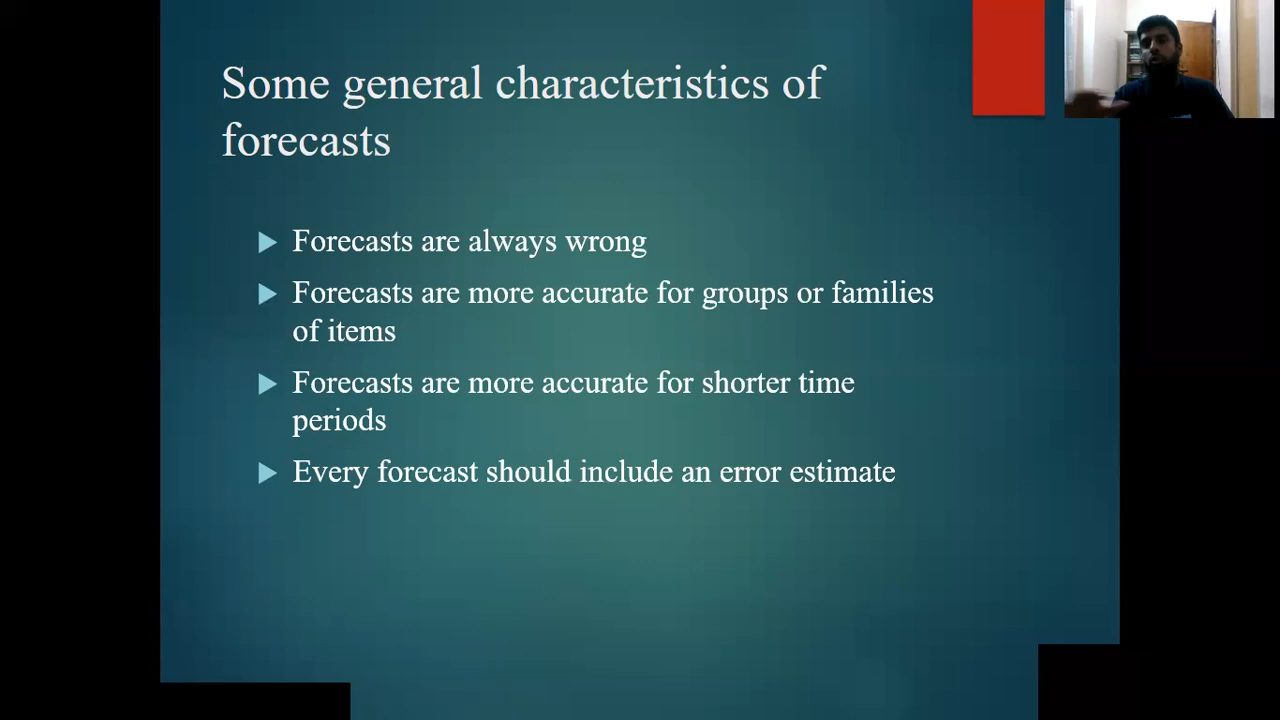 Some general characteristics of
forecasts
Forecasts are always wrong
Forecasts are more accurate for groups or families
of items
Forecasts are more accurate for shorter time
periods
Every forecast should include an error estimate